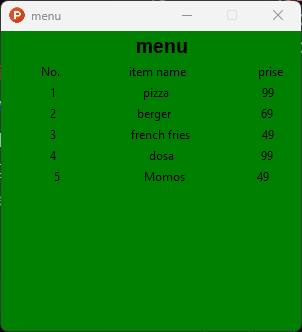 menu
menu
No. item name prise
1 pizza 99
2 berger 69
3 french fries 49
4 dosa 99
5 Momos 49